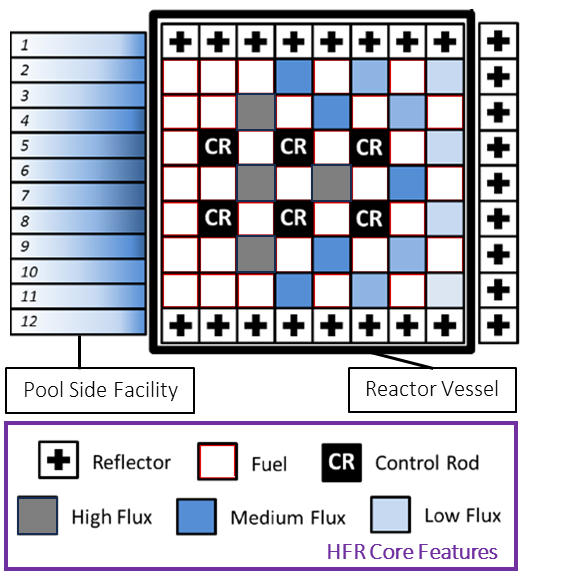 1
2
3
4
5
CR CR CR
6
7
8
CR CR CR
9
10
11
12
Pool Side Facility
Reactor Vessel
Reflector
Fuel
CR
Control Rod
High Flux
Medium Flux
Low Flux
HFR Core Features